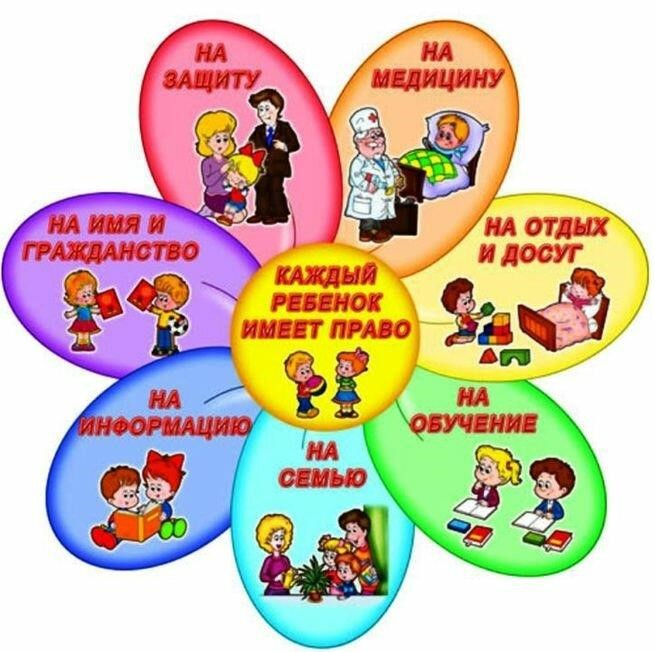 КАЖДЫЙ
РЕБЕНОК
ИМЕЕТ ПРАВО
НА
ЗАЩИТУ
НА
МЕДИЦИНУ
НА ОТДЫХ
И ДОСУГ
НА
ОБУЧЕНИЕ
НА
СЕМЬЮ
НА
ИНФОРМАЦИЮ
НА ИМЯ И
ГРАЖДАНСТВО